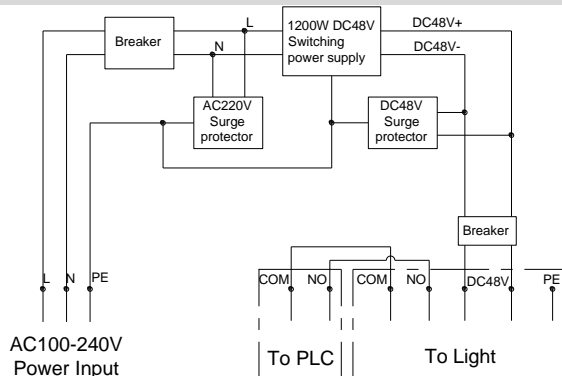 L
1200W DC48V
Switching
power supply
DC48V+
Breaker
N
DC48V-
AC220V
Surge
protector
DC48V
Surge
protector
Breaker
L
N
PE
COM
NO
COM
NO
DC48V
PE
AC100-240V
Power Input
To PLC
To Light